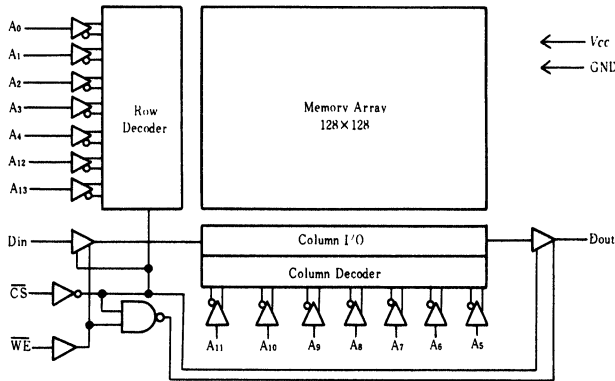 A0
A1
A2
A3
A4
A12
A13
Row
Decoder
Memory Array
128×128
Vcc
GND
Din
Column I/O
Dout
Column Decoder
CS
WE
A11
A10
A9
A8
A7
A6
A5